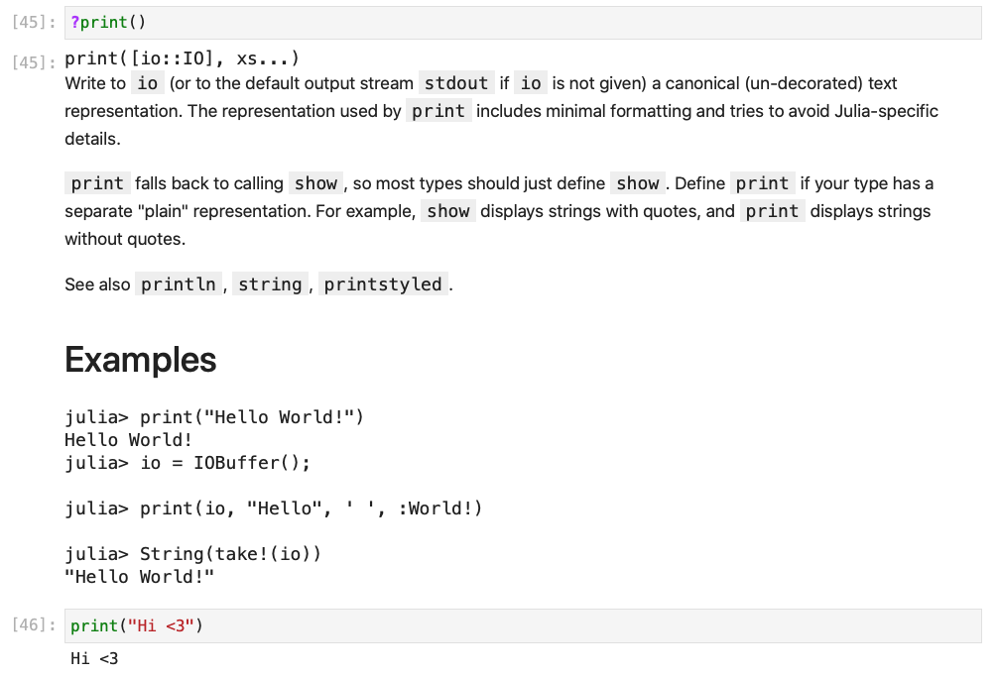 [45]: ?print()
[45]: print([io::IO], xs...)
Write to io (or to the default output stream stdout if io is not given) a canonical (un-decorated) text
representation. The representation used by print includes minimal formatting and tries to avoid Julia-specific
details.
print falls back to calling show, so most types should just define show. Define print if your type has a
separate "plain" representation. For example, show displays strings with quotes, and print displays strings
without quotes.
See also println, string, printstyled.
Examples
julia> print("Hello World!")
Hello World!
julia> io = IOBuffer();
julia> print(io, "Hello", ' ', :World!)
julia> String(take!(io))
"Hello World!"
[46]: print("Hi <3")
Hi <3